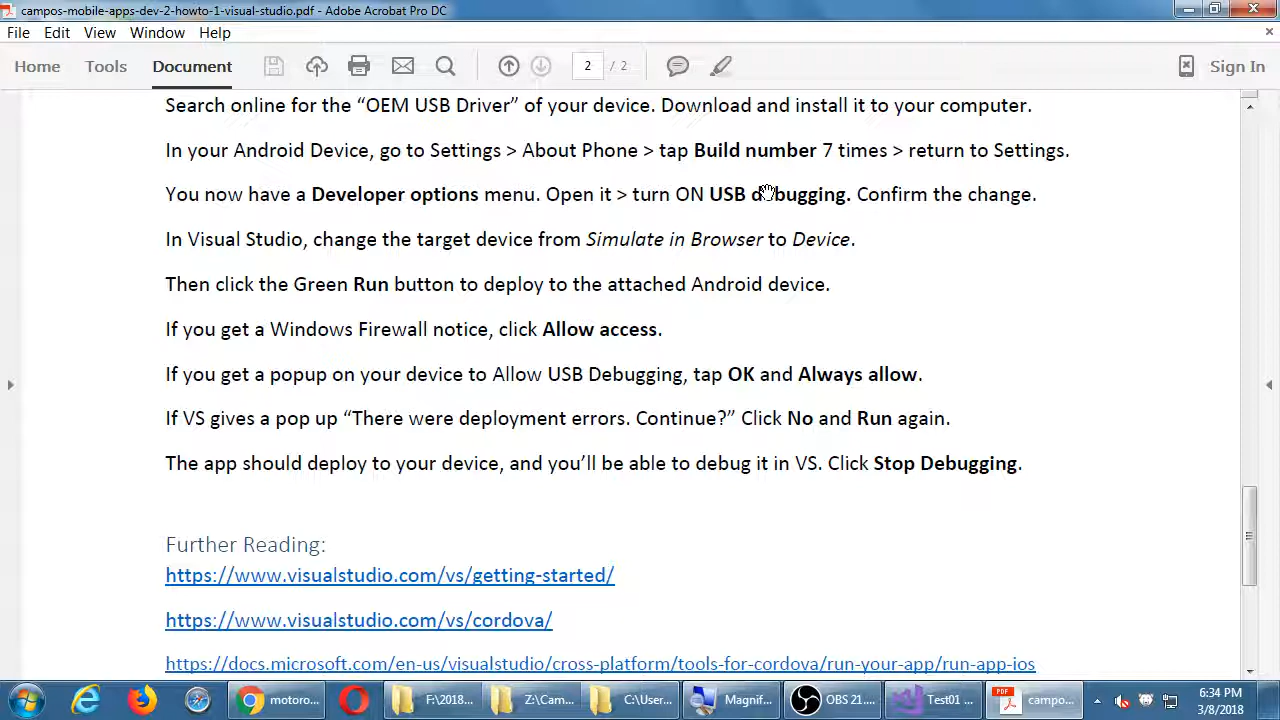 campos-mobile-apps-dev-2-howto-1-visual-studio.pdf - Adobe Acrobat Pro DC
File Edit View Window Help
Home Tools Document 2 / 2 Sign In
Search online for the “OEM USB Driver” of your device. Download and install it to your computer.
In your Android Device, go to Settings > About Phone > tap Build number 7 times > return to Settings.
You now have a Developer options menu. Open it > turn ON USB debugging. Confirm the change.
In Visual Studio, change the target device from Simulate in Browser to Device.
Then click the Green Run button to deploy to the attached Android device.
If you get a Windows Firewall notice, click Allow access.
If you get a popup on your device to Allow USB Debugging, tap OK and Always allow.
If VS gives a pop up “There were deployment errors. Continue?” Click No and Run again.
The app should deploy to your device, and you’ll be able to debug it in VS. Click Stop Debugging.
Further Reading:
https://www.visualstudio.com/vs/getting-started/
https://www.visualstudio.com/vs/cordova/
https://docs.microsoft.com/en-us/visualstudio/cross-platform/tools-for-cordova/run-your-app/run-app-ios
motoro... F:\2018... Z:\Cam... C:\User... Magnif... OBS 21.... Test01 ... campo... 6:34 PM
3/8/2018